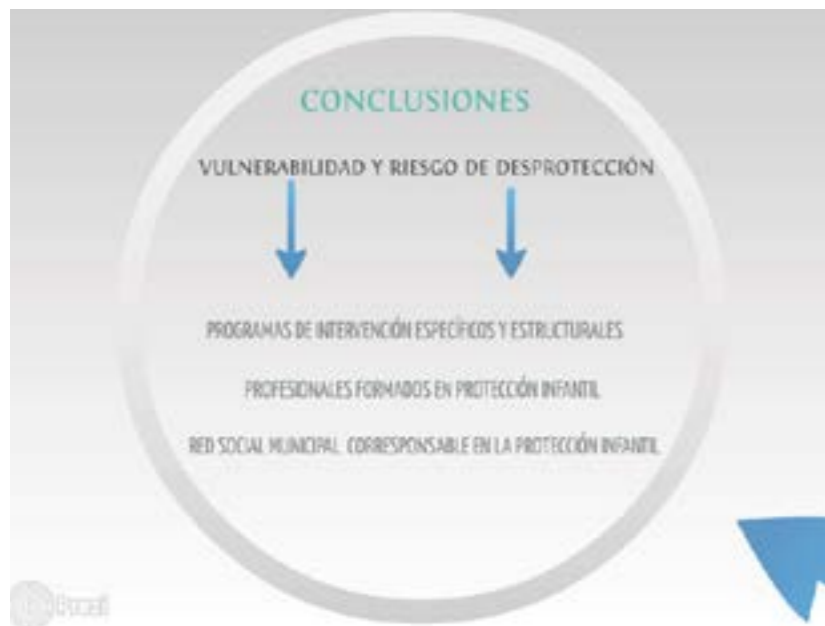 CONCLUSIONES
VULNERABILIDAD Y RIESGO DE DESPROTECCIÓN
PROGRAMAS DE INTERVENCIÓN ESPECÍFICOS Y ESTRUCTURALES
PROFESIONALES FORMADOS EN PROTECCIÓN INFANTIL
RED SOCIAL MUNICIPAL CORRESPONSABLE EN LA PROTECCIÓN INFANTIL